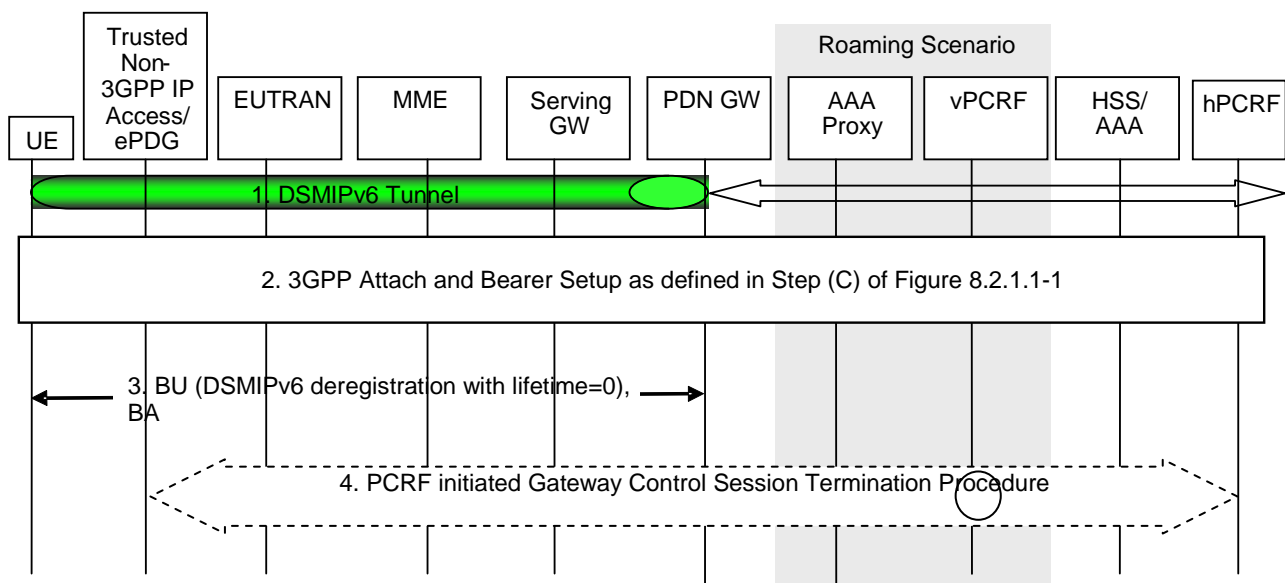 Roaming Scenario
UE
Trusted
Non-
3GPP IP
Access/
ePDG
EUTRAN
MME
Serving
GW
PDN GW
AAA
Proxy
vPCRF
HSS/
AAA
hPCRF
1. DSMIPv6 Tunnel
2. 3GPP Attach and Bearer Setup as defined in Step (C) of Figure 8.2.1.1-1
3. BU (DSMIPv6 deregistration with lifetime=0),
BA
4. PCRF initiated Gateway Control Session Termination Procedure